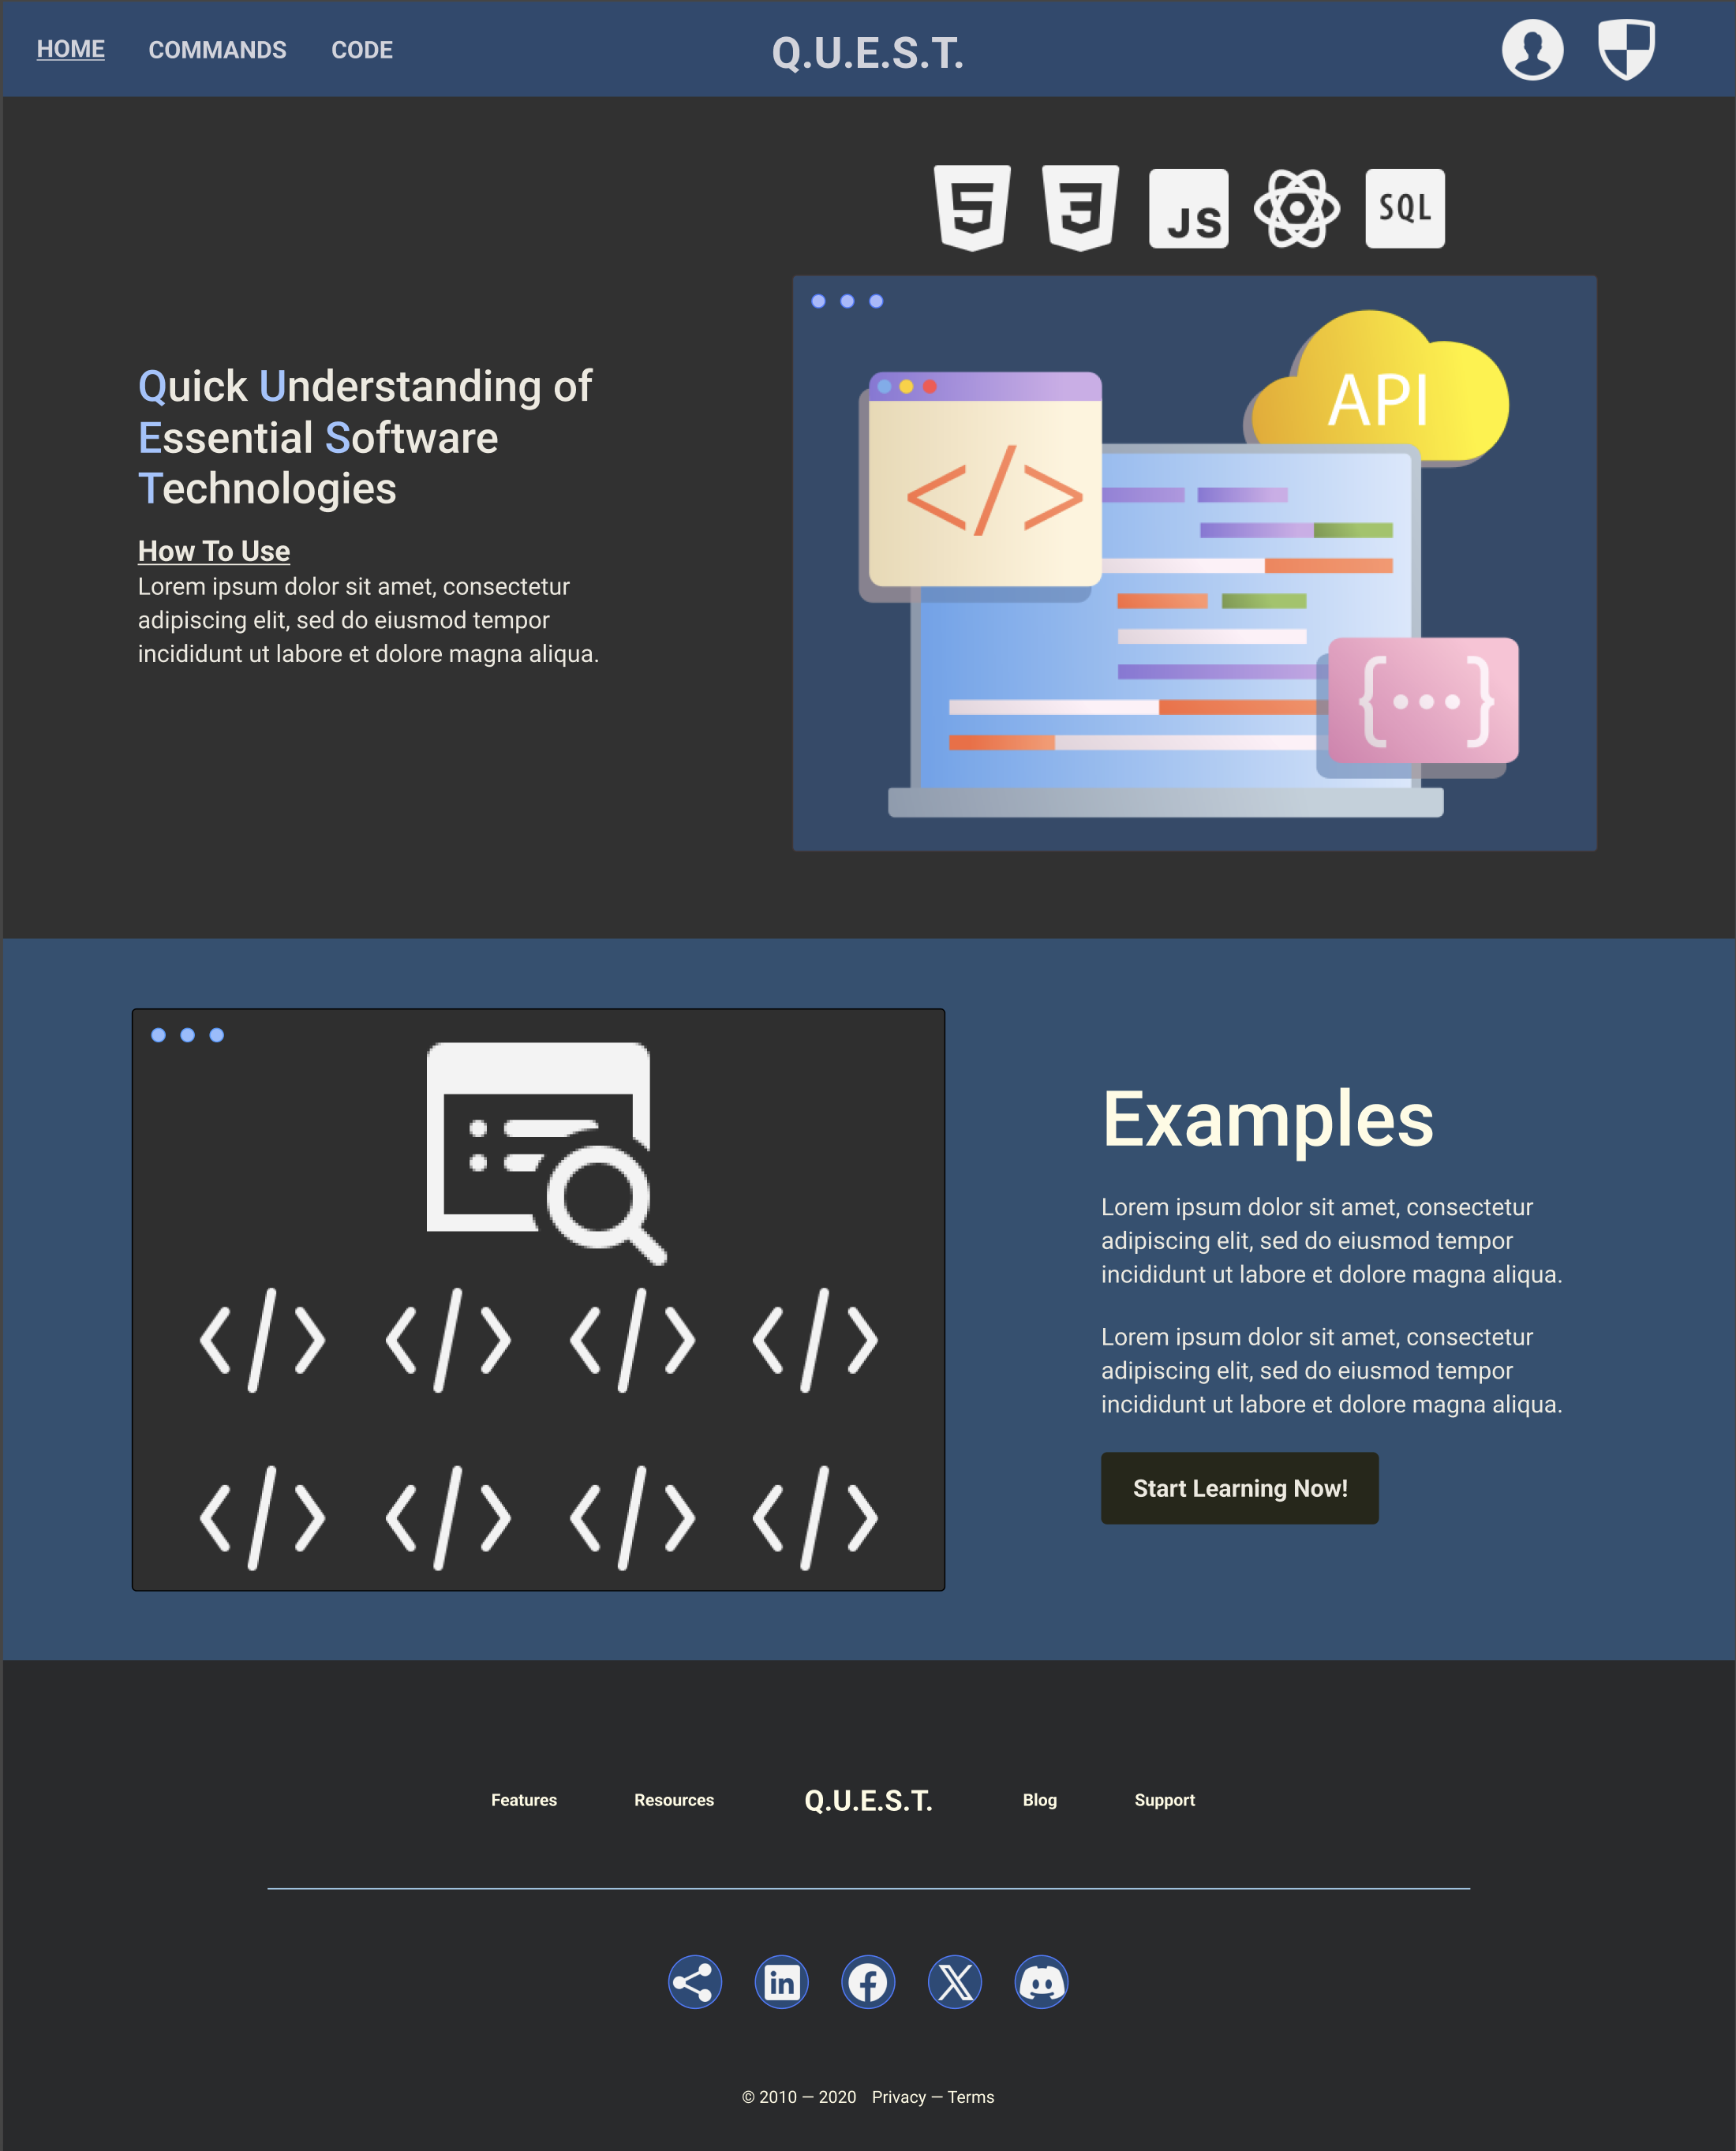 HOME COMMANDS CODE Q.U.E.S.T.
5 3 JS SQL
API
Quick Understanding of
Essential Software
Technologies
</>
How To Use
Lorem ipsum dolor sit amet, consectetur
adipiscing elit, sed do eiusmod tempor
incididunt ut labore et dolore magna aliqua.
{•••}
Examples
Lorem ipsum dolor sit amet, consectetur
adipiscing elit, sed do eiusmod tempor
incididunt ut labore et dolore magna aliqua.
</> </> </> </>
Lorem ipsum dolor sit amet, consectetur
adipiscing elit, sed do eiusmod tempor
incididunt ut labore et dolore magna aliqua.
Start Learning Now!
</> </> </> </>
Features Resources Q.U.E.S.T. Blog Support
in f X
© 2010 — 2020 Privacy — Terms